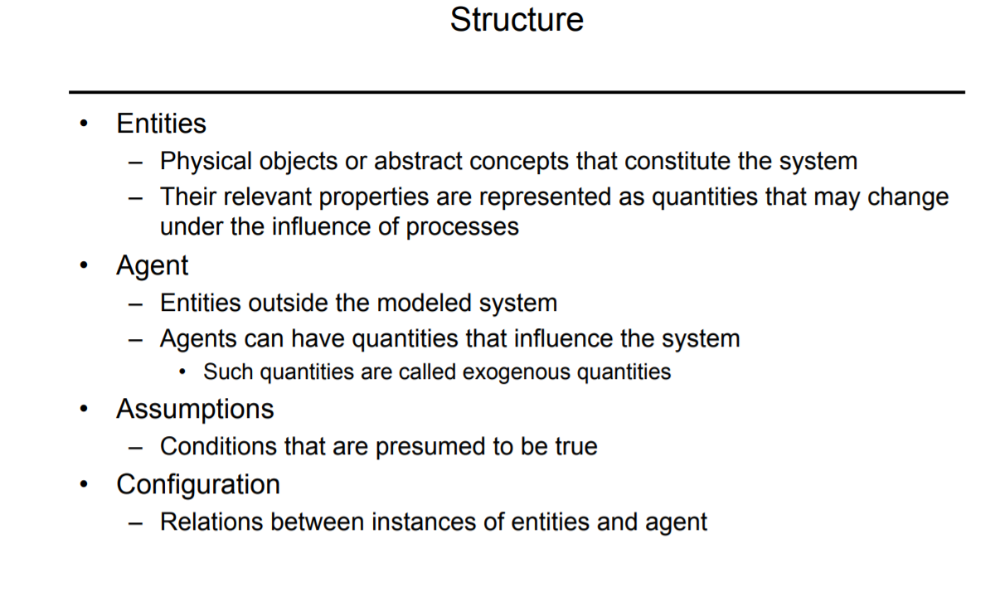 Structure
• Entities
– Physical objects or abstract concepts that constitute the system
– Their relevant properties are represented as quantities that may change
under the influence of processes
• Agent
– Entities outside the modeled system
– Agents can have quantities that influence the system
• Such quantities are called exogenous quantities
• Assumptions
– Conditions that are presumed to be true
• Configuration
– Relations between instances of entities and agent